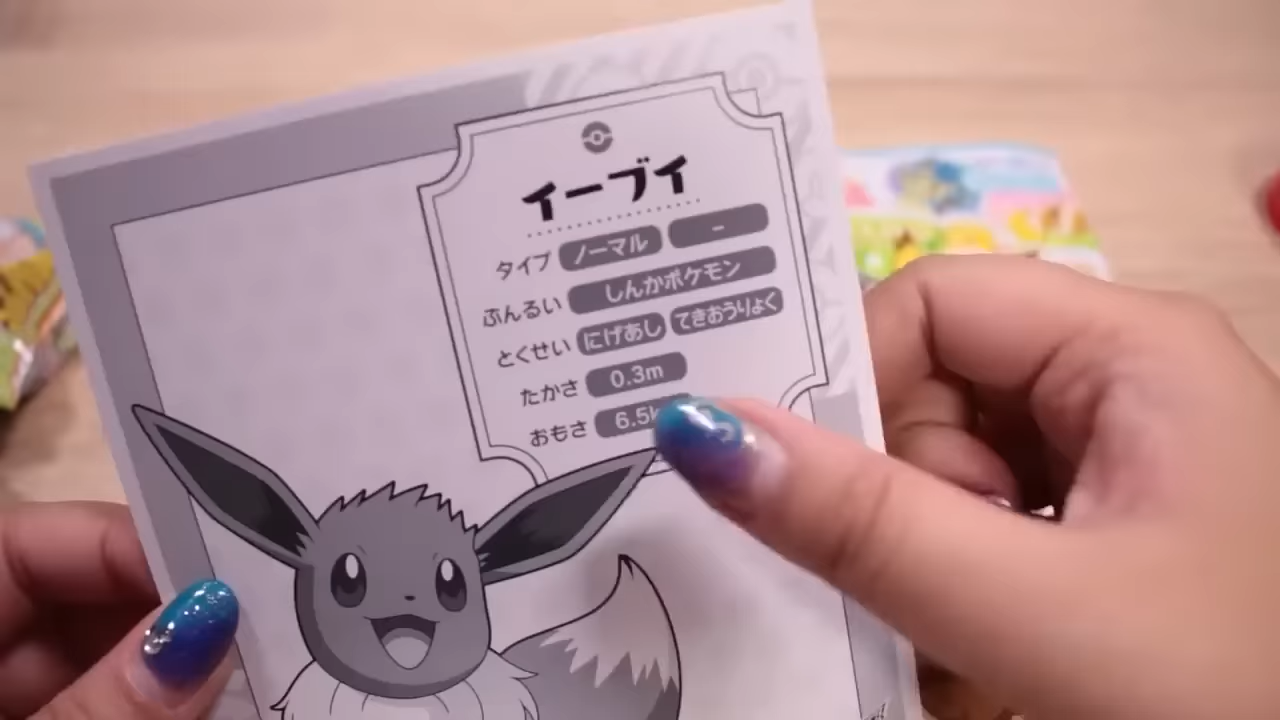 イーブイ
タイプ ノーマル -
ぶんるい しんかポケモン
とくせい にげあし てきおうりょく
たかさ 0.3m
おもさ 6.5k